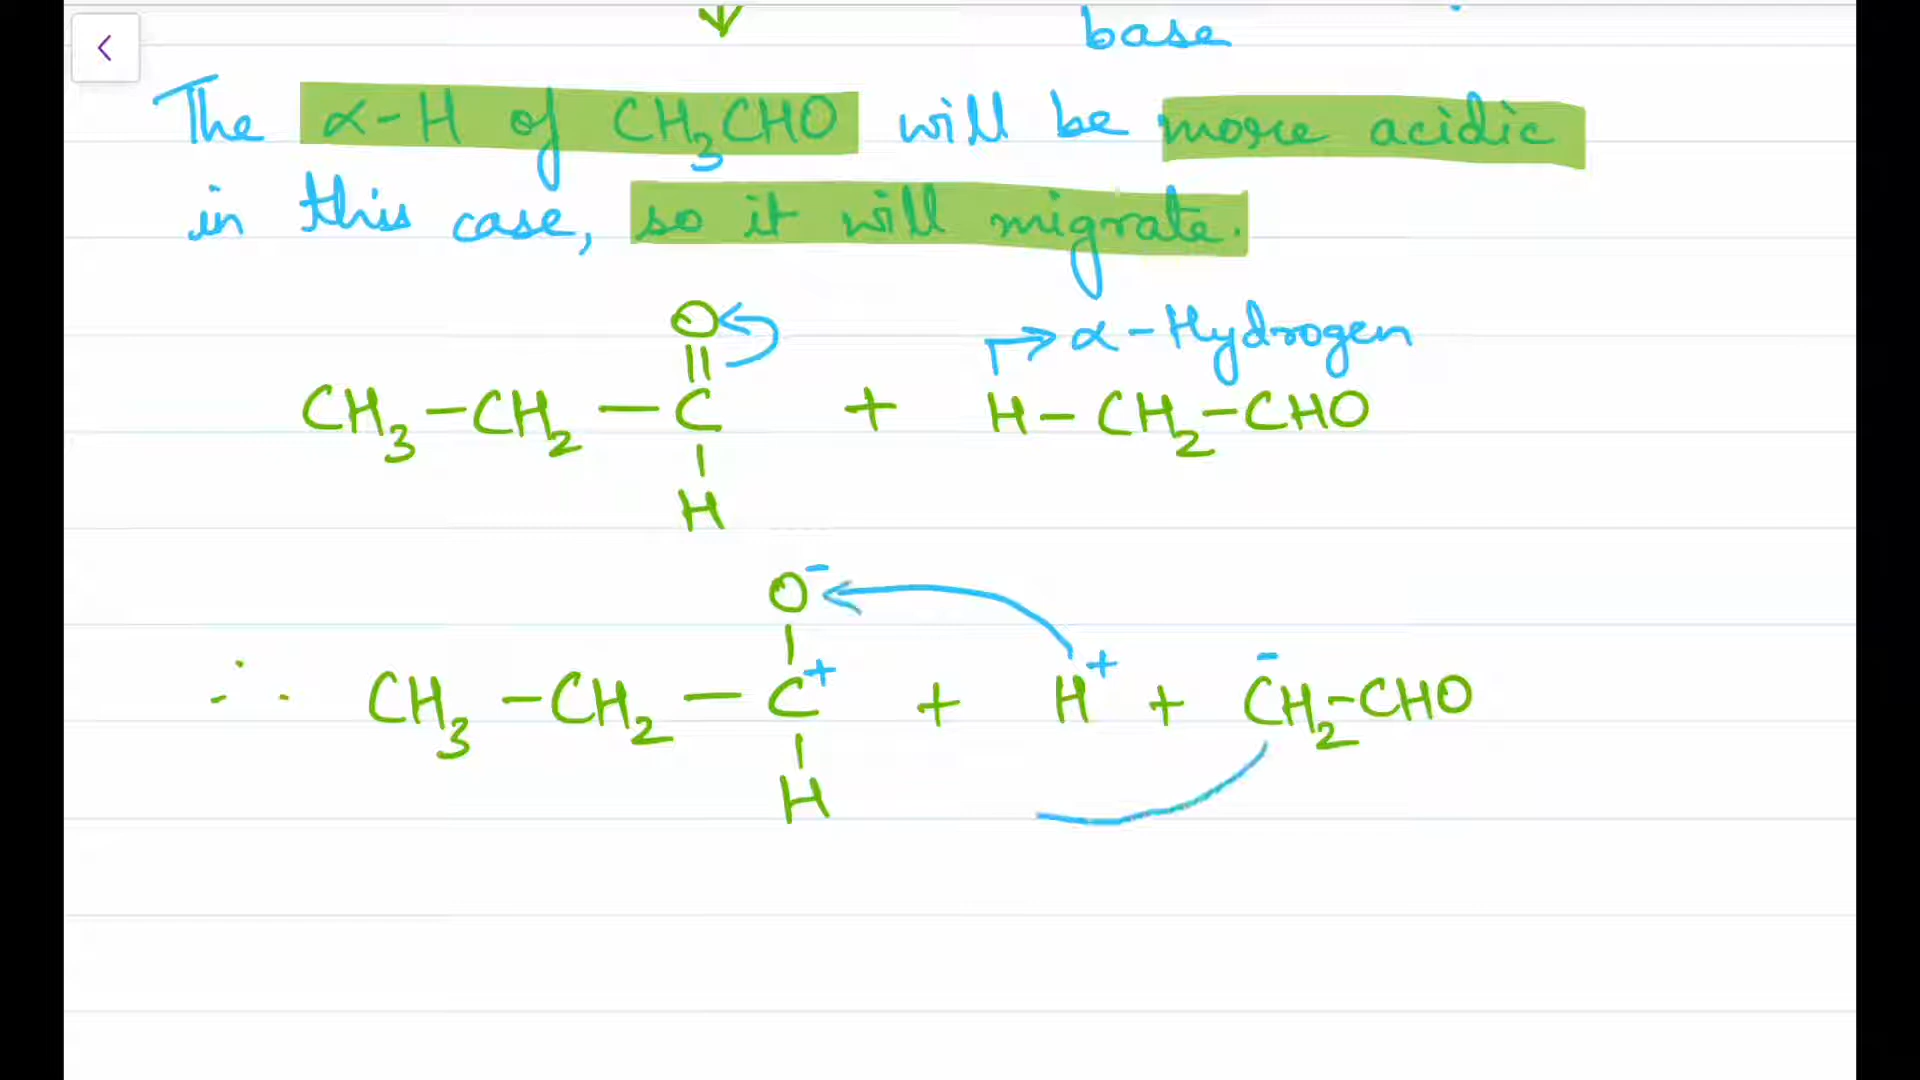 base
The α-H of CH₃CHO will be more acidic
in this case, so it will migrate.
O
α-Hydrogen
||
CH₃-CH₂-C + H-CH₂-CHO
|
H
O⁻
|
∴ CH₃-CH₂-C⁺ + H⁺ + C̄H₂-CHO
|
H